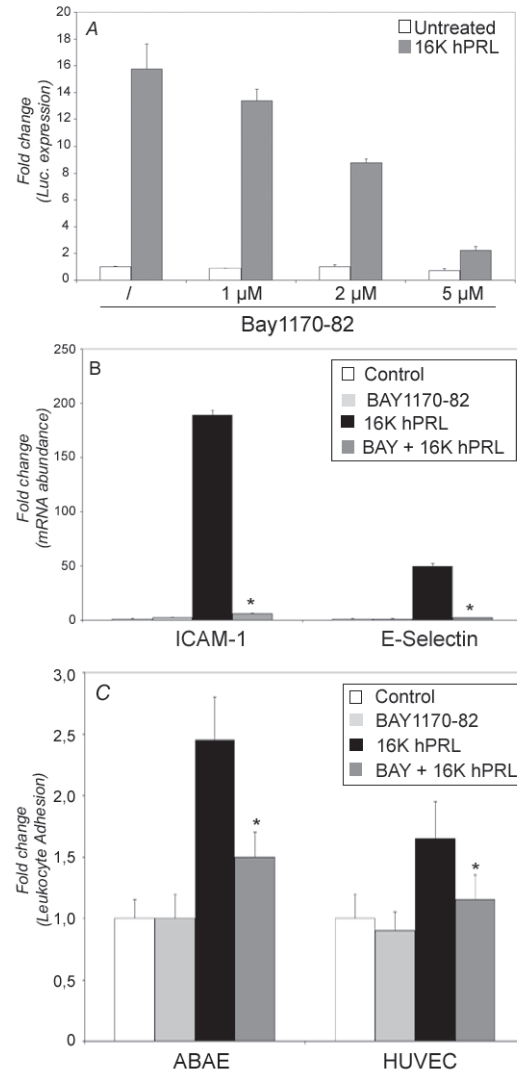 A
Untreated
16K hPRL
Fold change
(Luc. expression)
20
18
16
14
12
10
8
6
4
2
0
/ 1 µM 2 µM 5 µM
Bay1170-82
B
Control
BAY1170-82
16K hPRL
BAY + 16K hPRL
Fold change
(mRNA abundance)
250
200
150
100
50
0
* *
ICAM-1 E-Selectin
C
Control
BAY1170-82
16K hPRL
BAY + 16K hPRL
Fold change
(Leukocyte Adhesion)
3,0
2,5
2,0
1,5
1,0
0,5
0
* *
ABAE HUVEC